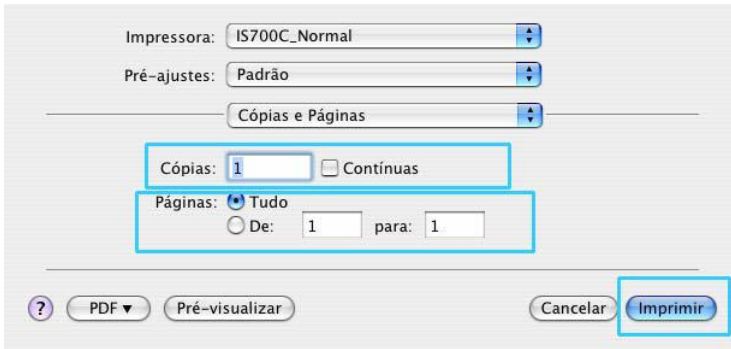 Impressora: IS700C_Normal
Pré-ajustes: Padrão
Cópias e Páginas
Cópias: 1 Contínuas
Páginas: Tudo
De: 1 para: 1
? PDF ▼ Pré-visualizar Cancelar Imprimir